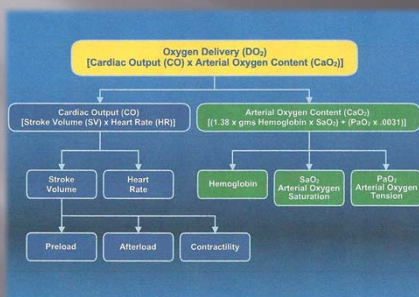 Oxygen Delivery (DO₂)
[Cardiac Output (CO) x Arterial Oxygen Content (CaO₂)]
Cardiac Output (CO)
[Stroke Volume (SV) x Heart Rate (HR)]
Arterial Oxygen Content (CaO₂)
[(1.38 x gms Hemoglobin x SaO₂) + (PaO₂ x .0031)]
Stroke
Volume
Heart
Rate
Hemoglobin
SaO₂
Arterial Oxygen
Saturation
PaO₂
Arterial Oxygen
Tension
Preload
Afterload
Contractility